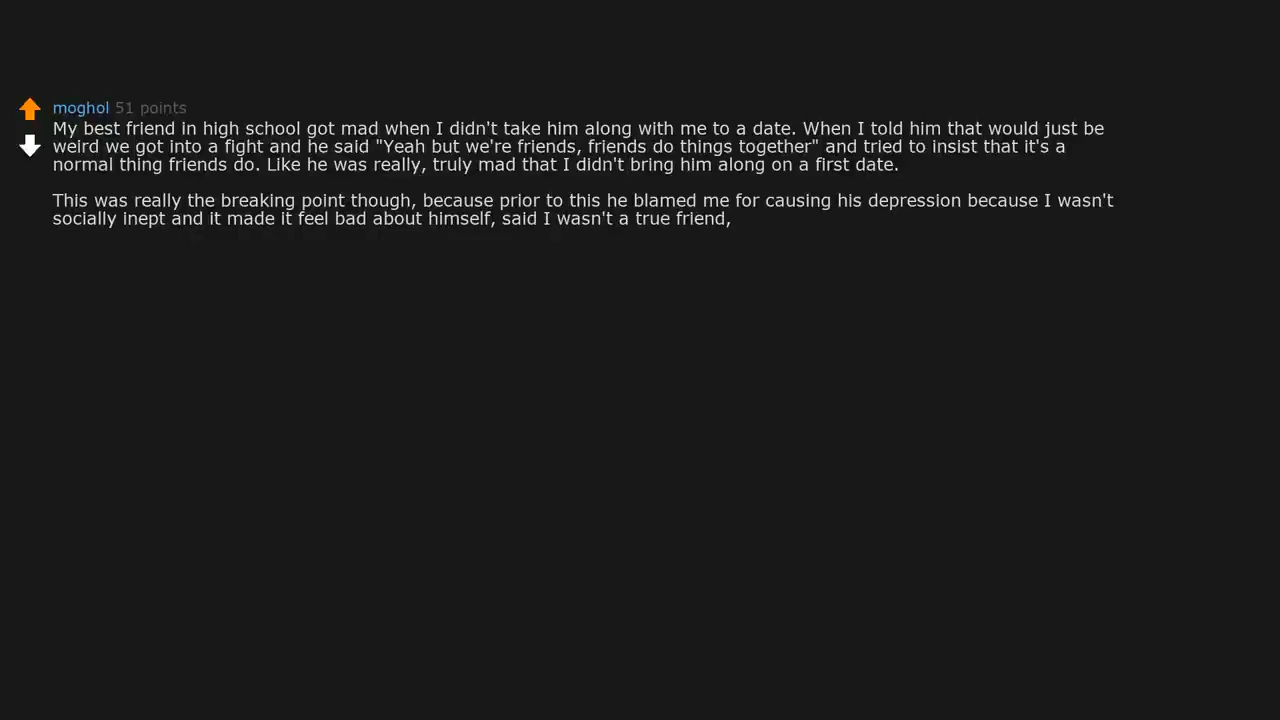 moghol 51 points
My best friend in high school got mad when I didn't take him along with me to a date. When I told him that would just be
weird we got into a fight and he said "Yeah but we're friends, friends do things together" and tried to insist that it's a
normal thing friends do. Like he was really, truly mad that I didn't bring him along on a first date.
This was really the breaking point though, because prior to this he blamed me for causing his depression because I wasn't
socially inept and it made it feel bad about himself, said I wasn't a true friend,